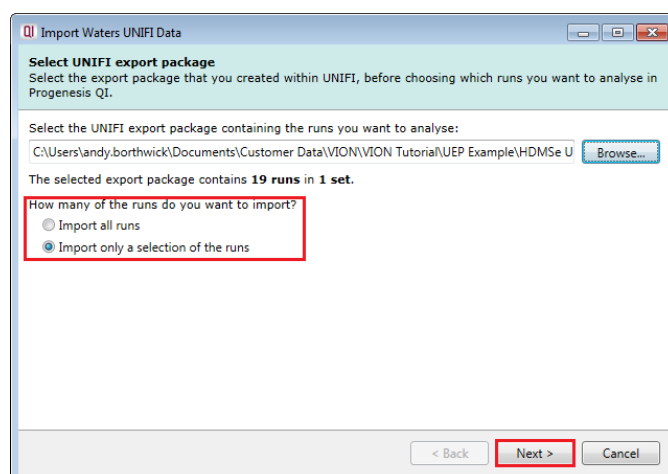 QI Import Waters UNIFI Data
Select UNIFI export package
Select the export package that you created within UNIFI, before choosing which runs you want to analyse in
Progenesis QI.
Select the UNIFI export package containing the runs you want to analyse:
C:\Users\andy.borthwick\Documents\Customer Data\VION\VION Tutorial\UEP Example\HDMSe U
Browse...
The selected export package contains 19 runs in 1 set.
How many of the runs do you want to import?
Import all runs
Import only a selection of the runs
< Back
Next >
Cancel